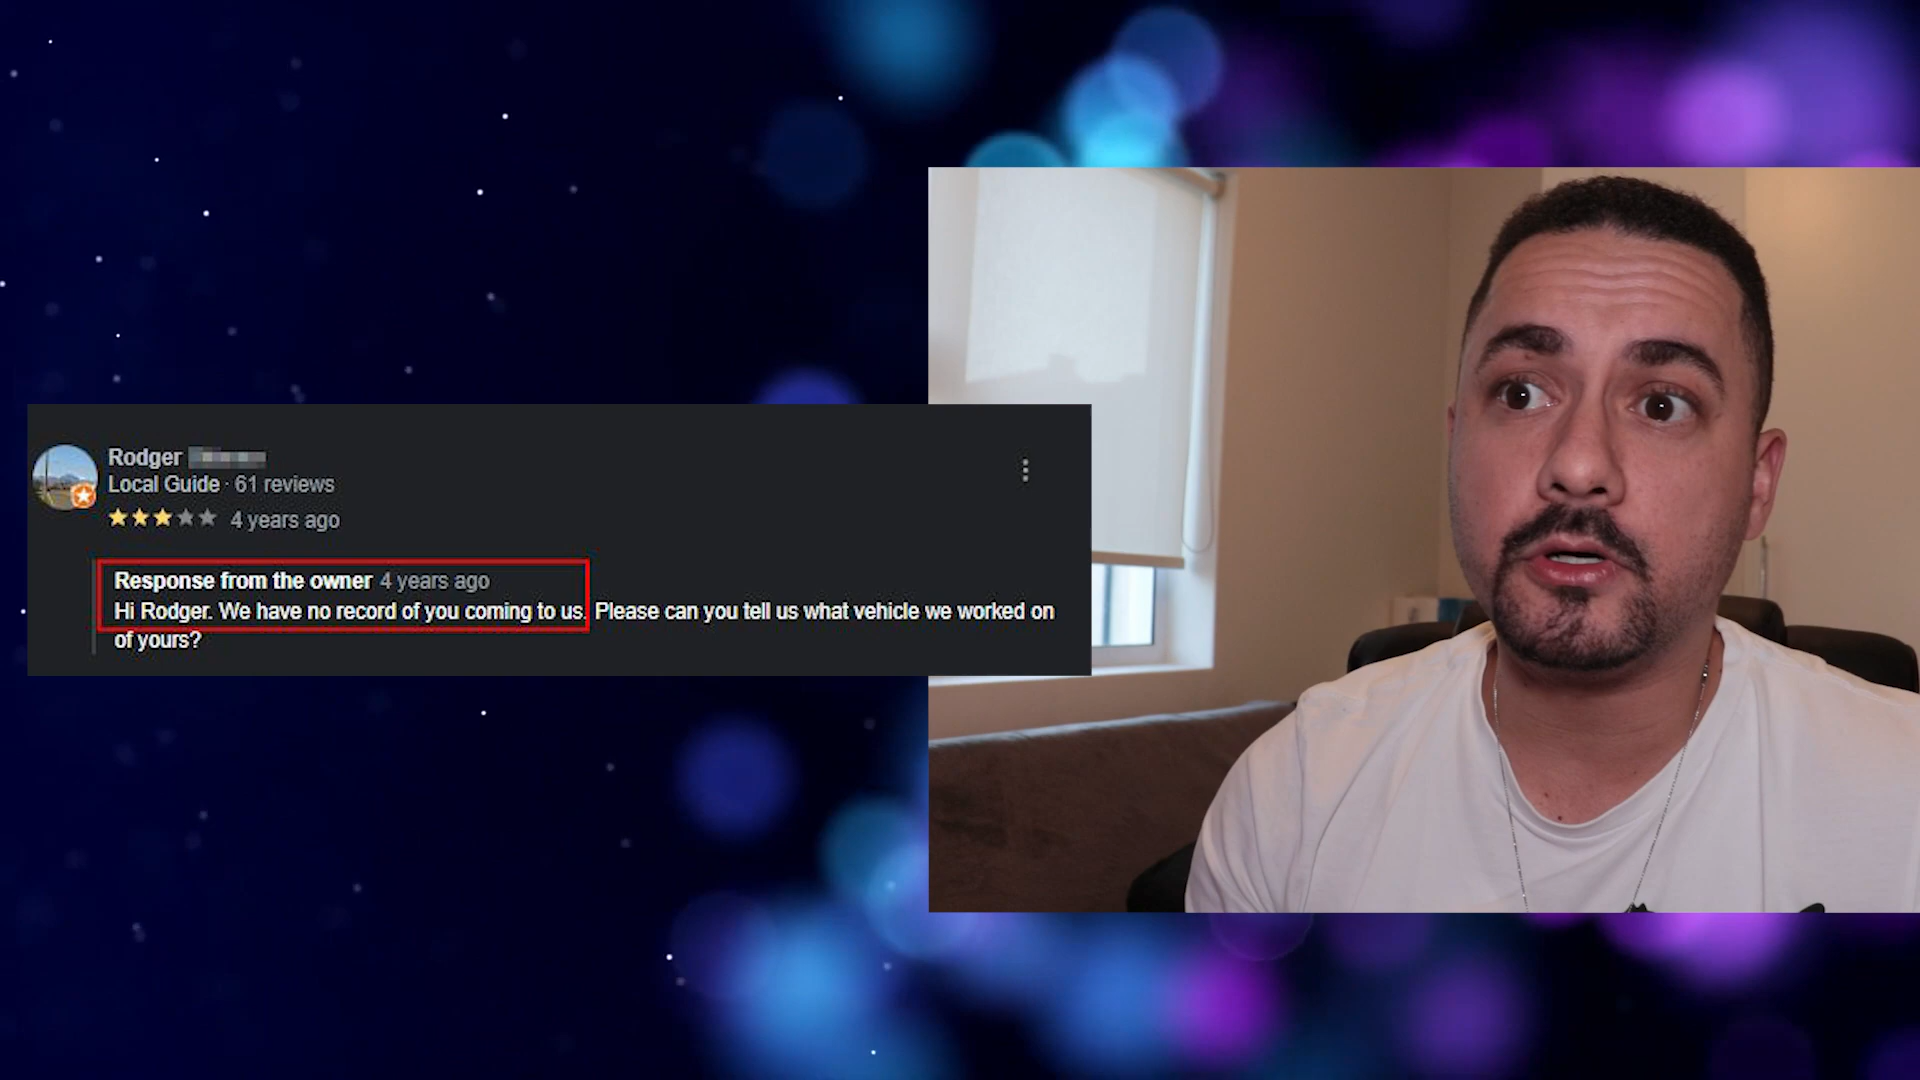 Rodger
Local Guide · 61 reviews
4 years ago
Response from the owner 4 years ago
Hi Rodger. We have no record of you coming to us. Please can you tell us what vehicle we worked on
of yours?